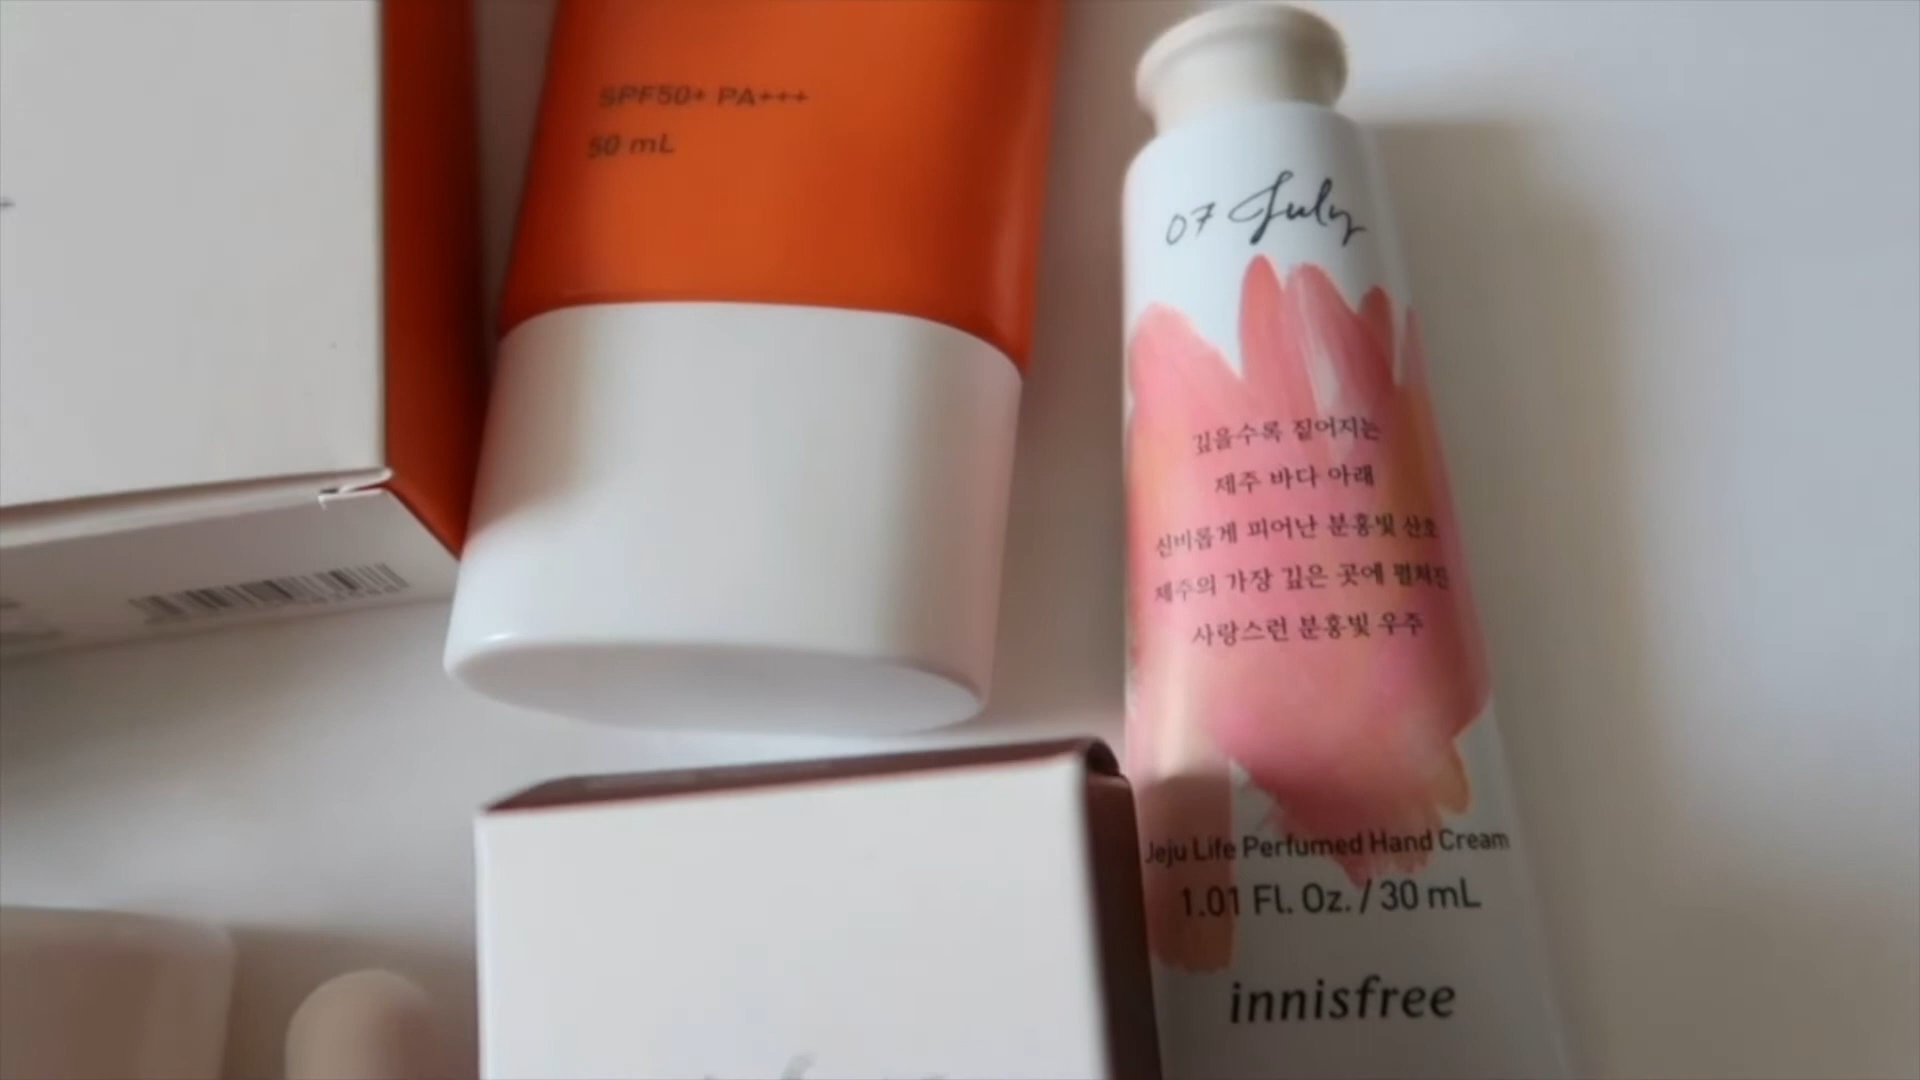 SPF50+ PA+++
50 mL
07 July
깊을수록 짙어지는
제주 바다 아래
신비롭게 피어난 분홍빛 산호
제주의 가장 깊은 곳에 펼쳐진
사랑스런 분홍빛 우주
Jeju Life Perfumed Hand Cream
1.01 Fl. Oz. / 30 mL
innisfree